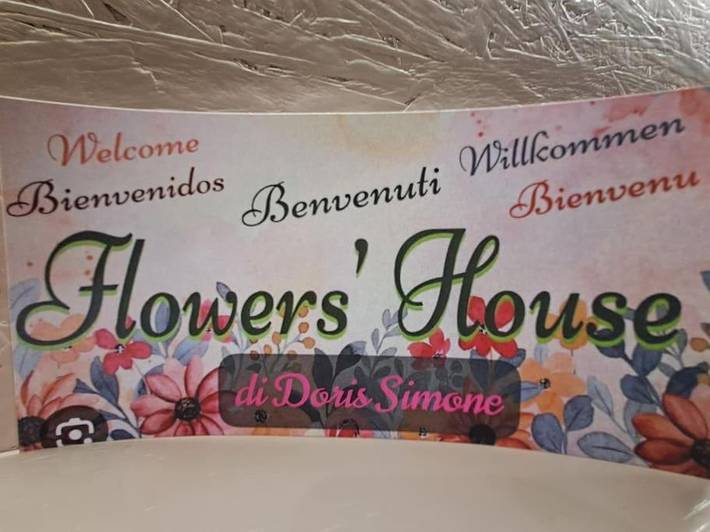 Welcome
Bienvenidos
Benvenuti
Willkommen
Bienvenu
Flowers' House
di Doris Simone